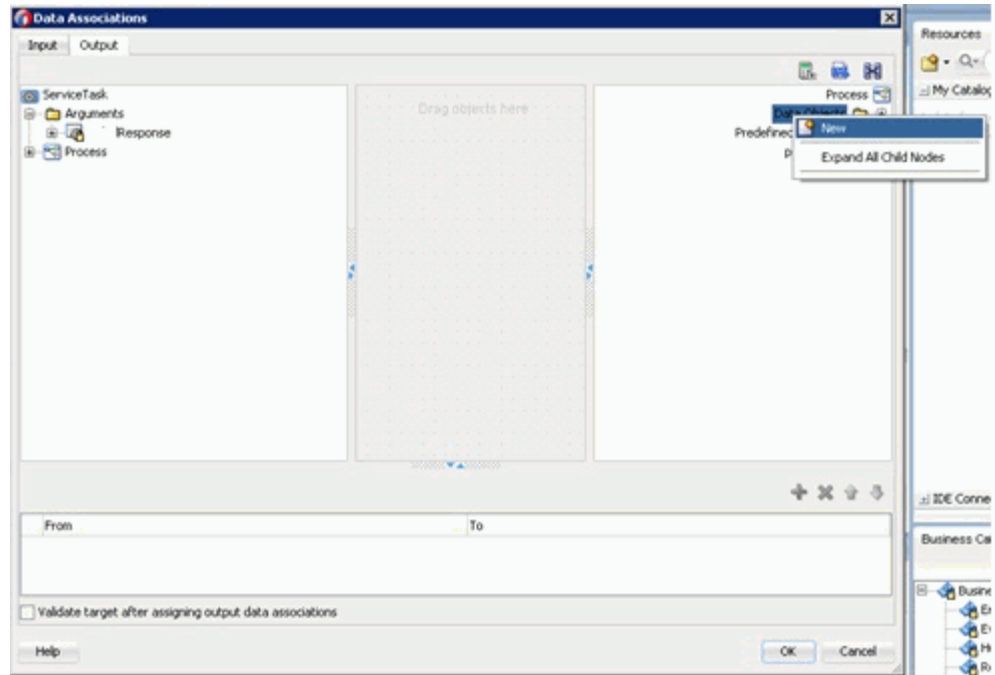 Data Associations
Input Output
Resources
My Catalog
ServiceTask
Arguments
Response
Process
Drag objects here
Process
Data Objects
Predefined
New
Expand All Child Nodes
From To
Validate target after assigning output data associations
Help OK Cancel
IDE Conne
Business Ca
Busine